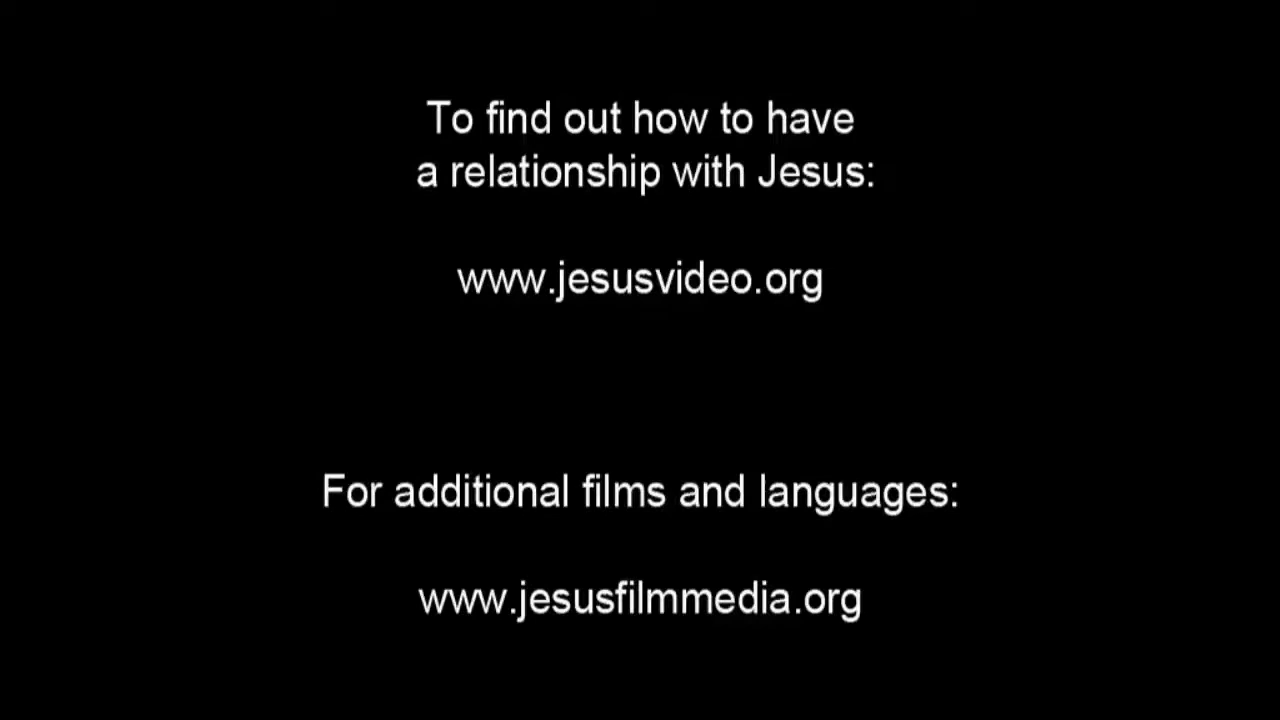 To find out how to have
a relationship with Jesus:
www.jesusvideo.org
For additional films and languages:
www.jesusfilmmedia.org